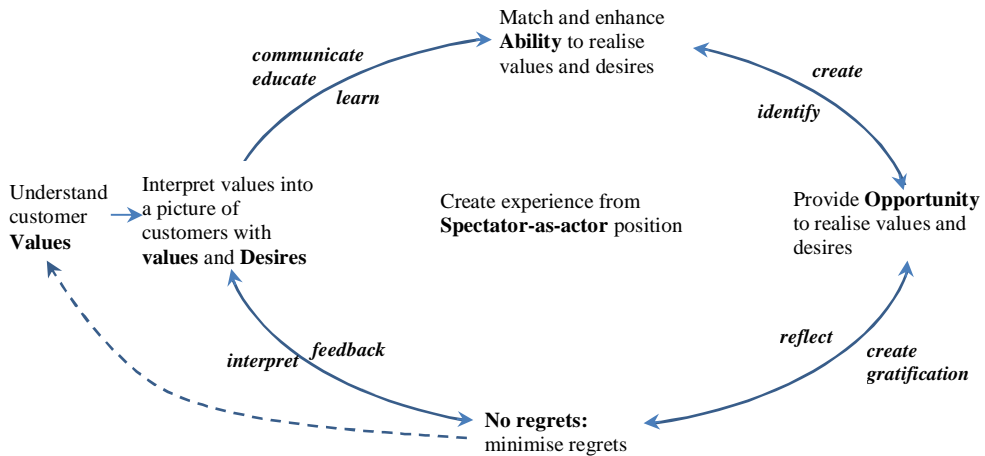 Match and enhance
Ability to realise
values and desires
communicate
educate
learn
create
identify
Understand
customer
Values
Interpret values into
a picture of
customers with
values and Desires
Create experience from
Spectator-as-actor position
Provide Opportunity
to realise values and
desires
interpret
feedback
reflect
create
gratification
No regrets:
minimise regrets